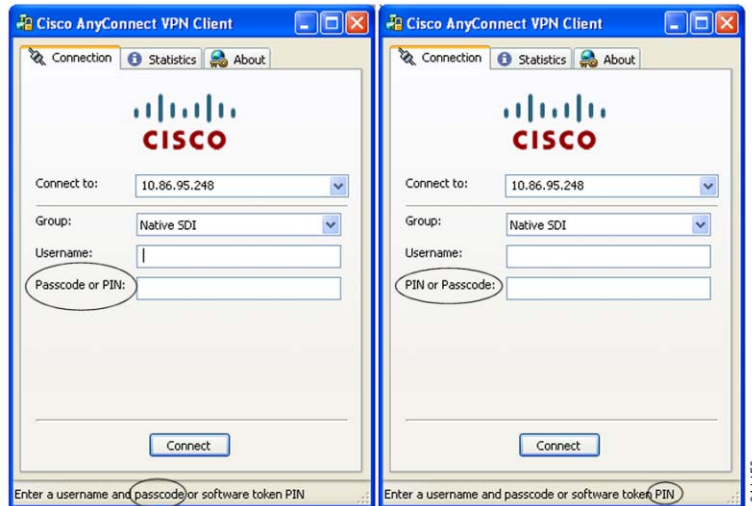 Cisco AnyConnect VPN Client
Connection Statistics About
CISCO
Connect to: 10.86.95.248
Group: Native SDI
Username:
Passcode or PIN:
Connect
Enter a username and passcode or software token PIN
Cisco AnyConnect VPN Client
Connection Statistics About
CISCO
Connect to: 10.86.95.248
Group: Native SDI
Username:
PIN or Passcode:
Connect
Enter a username and passcode or software token PIN